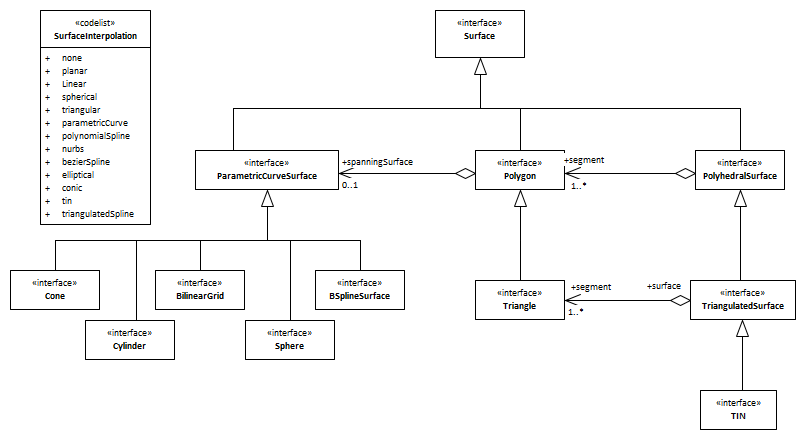 «codelist»
SurfaceInterpolation
+ none
+ planar
+ Linear
+ spherical
+ triangular
+ parametricCurve
+ polynomialSpline
+ nurbs
+ bezierSpline
+ elliptical
+ conic
+ tin
+ triangulatedSpline
«interface»
Surface
«interface»
ParametricCurveSurface
+spanningSurface
0..1
«interface»
Polygon
+segment
1..*
«interface»
PolyhedralSurface
«interface»
Cone
«interface»
BilinearGrid
«interface»
BSplineSurface
«interface»
Cylinder
«interface»
Sphere
«interface»
Triangle
+segment
1..*
+surface
«interface»
TriangulatedSurface
«interface»
TIN